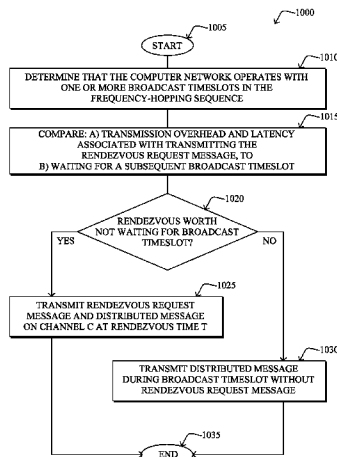 1000
1005
START
1010
DETERMINE THAT THE COMPUTER NETWORK OPERATES WITH
ONE OR MORE BROADCAST TIMESLOTS IN THE
FREQUENCY-HOPPING SEQUENCE
1015
COMPARE: A) TRANSMISSION OVERHEAD AND LATENCY
ASSOCIATED WITH TRANSMITTING THE
RENDEZVOUS REQUEST MESSAGE, TO
B) WAITING FOR A SUBSEQUENT BROADCAST TIMESLOT
1020
RENDEZVOUS WORTH
NOT WAITING FOR BROADCAST
TIMESLOT?
YES
NO
1025
TRANSMIT RENDEZVOUS REQUEST
MESSAGE AND DISTRIBUTED MESSAGE
ON CHANNEL C AT RENDEZVOUS TIME T
1030
TRANSMIT DISTRIBUTED MESSAGE
DURING BROADCAST TIMESLOT WITHOUT
RENDEZVOUS REQUEST MESSAGE
1035
END